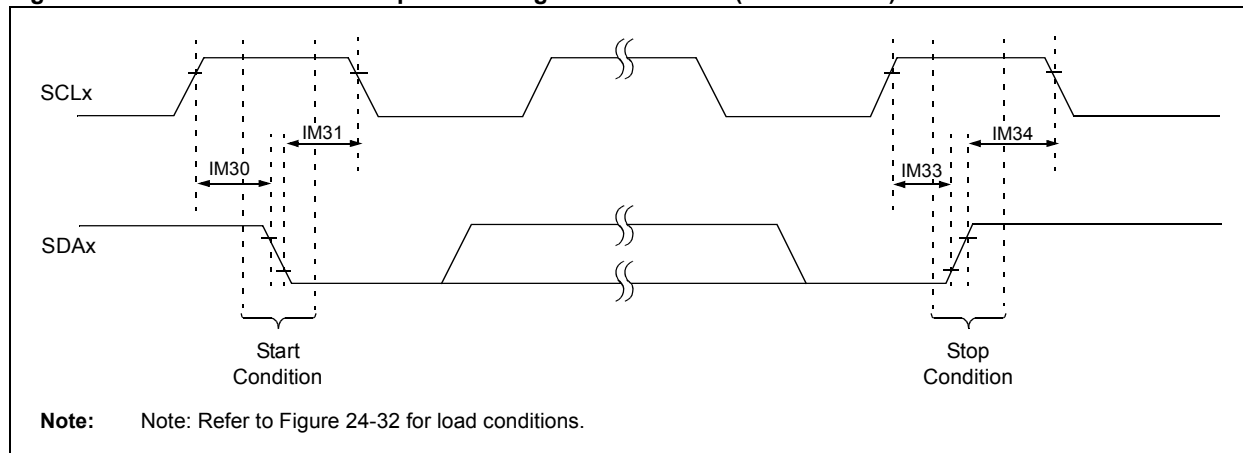 SCLx
IM31
IM34
IM30
IM33
SDAx
Start
Condition
Stop
Condition
Note: Note: Refer to Figure 24-32 for load conditions.